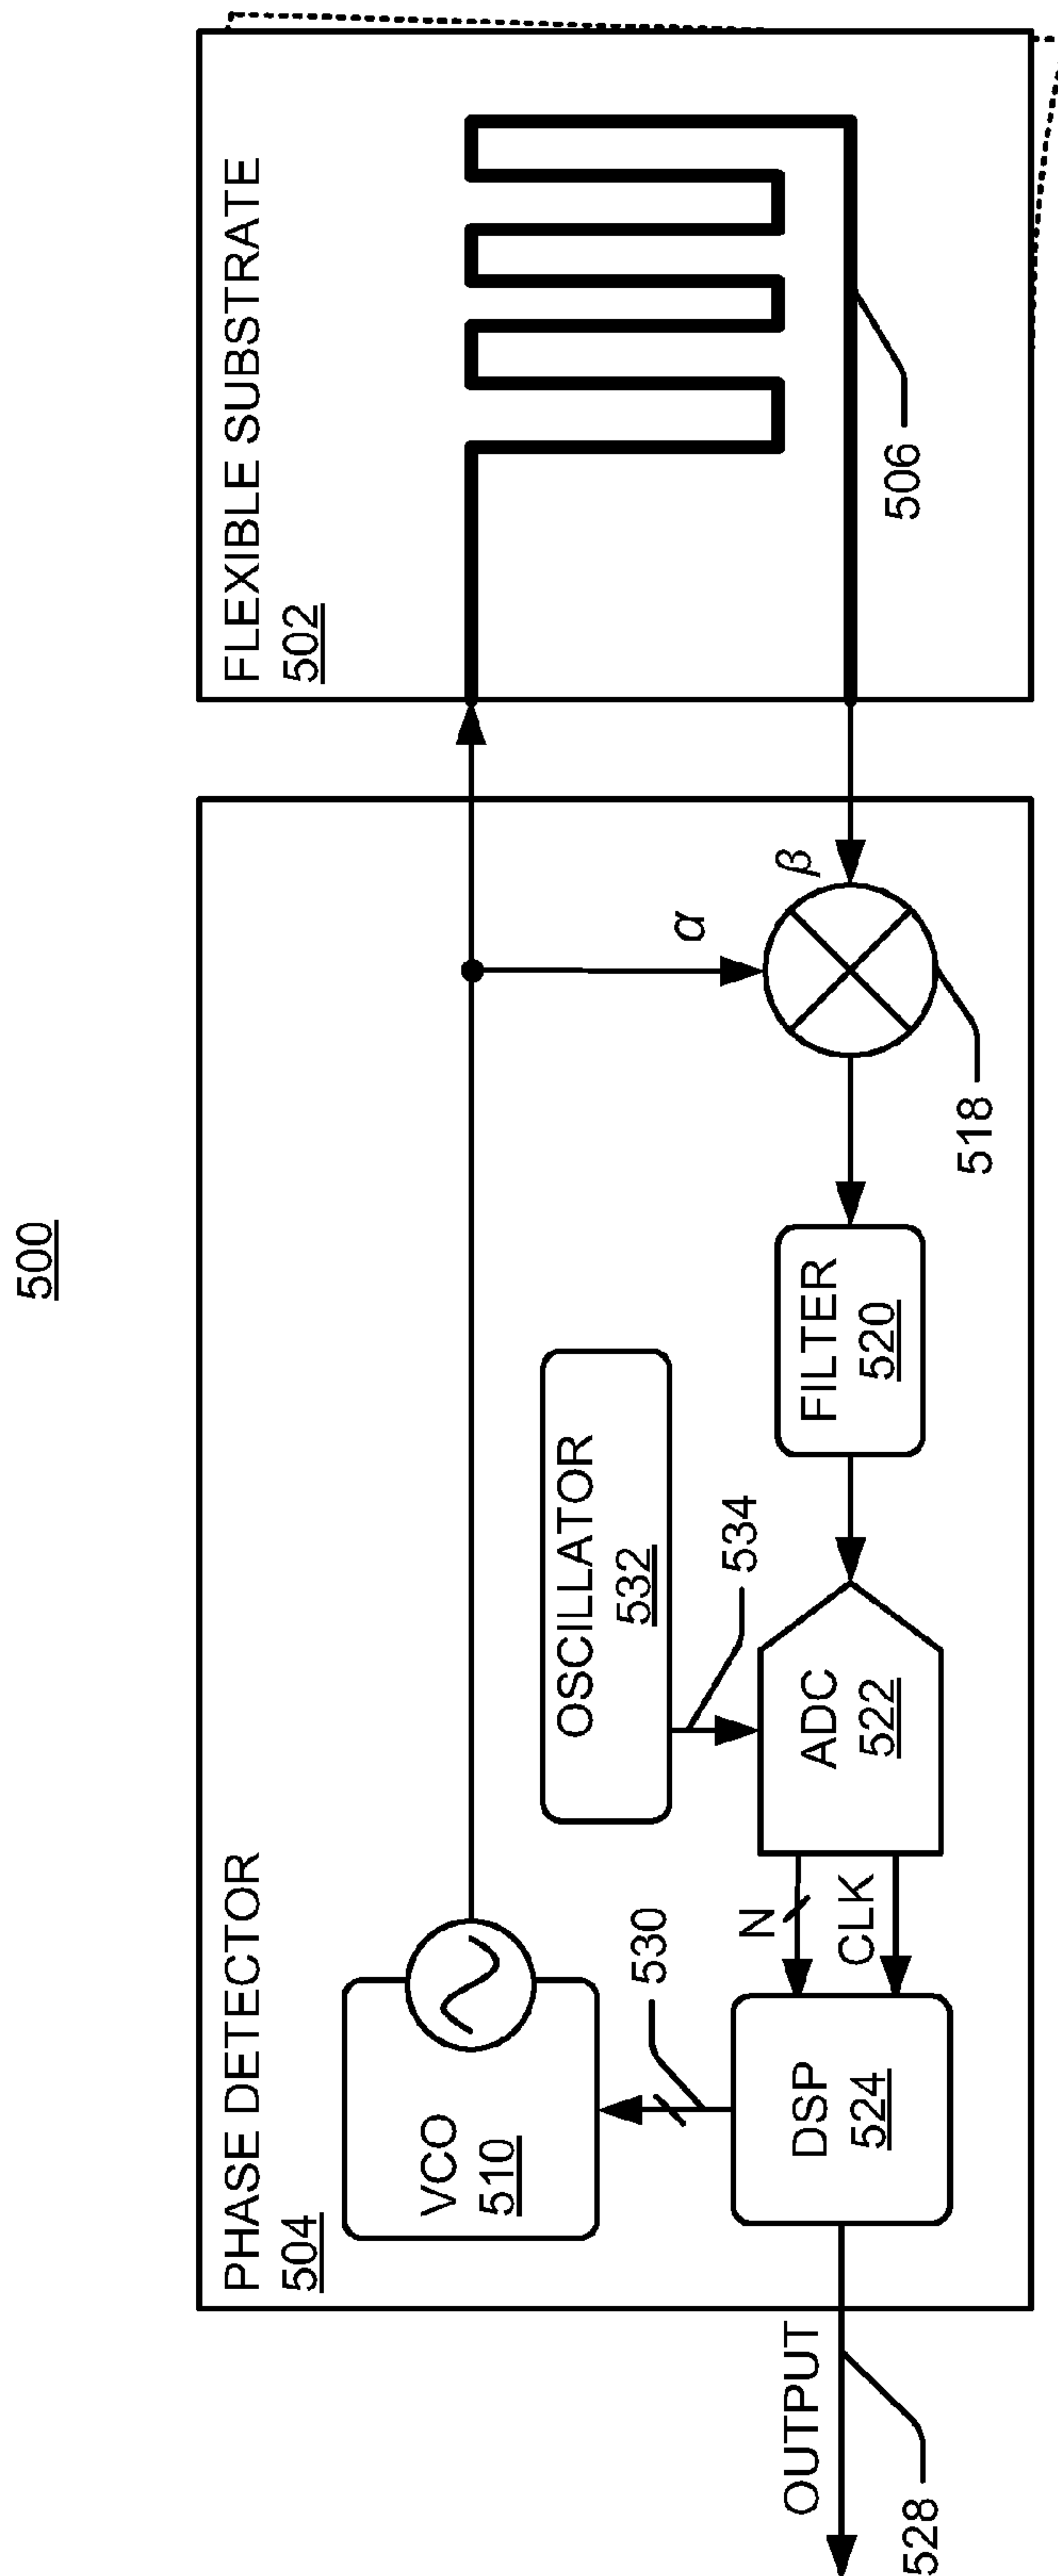 500
PHASE DETECTOR
504
VCO
510
OSCILLATOR
532
534
530
N
CLK
DSP
524
ADC
522
FILTER
520
α
β
518
OUTPUT
528
FLEXIBLE SUBSTRATE
502
506